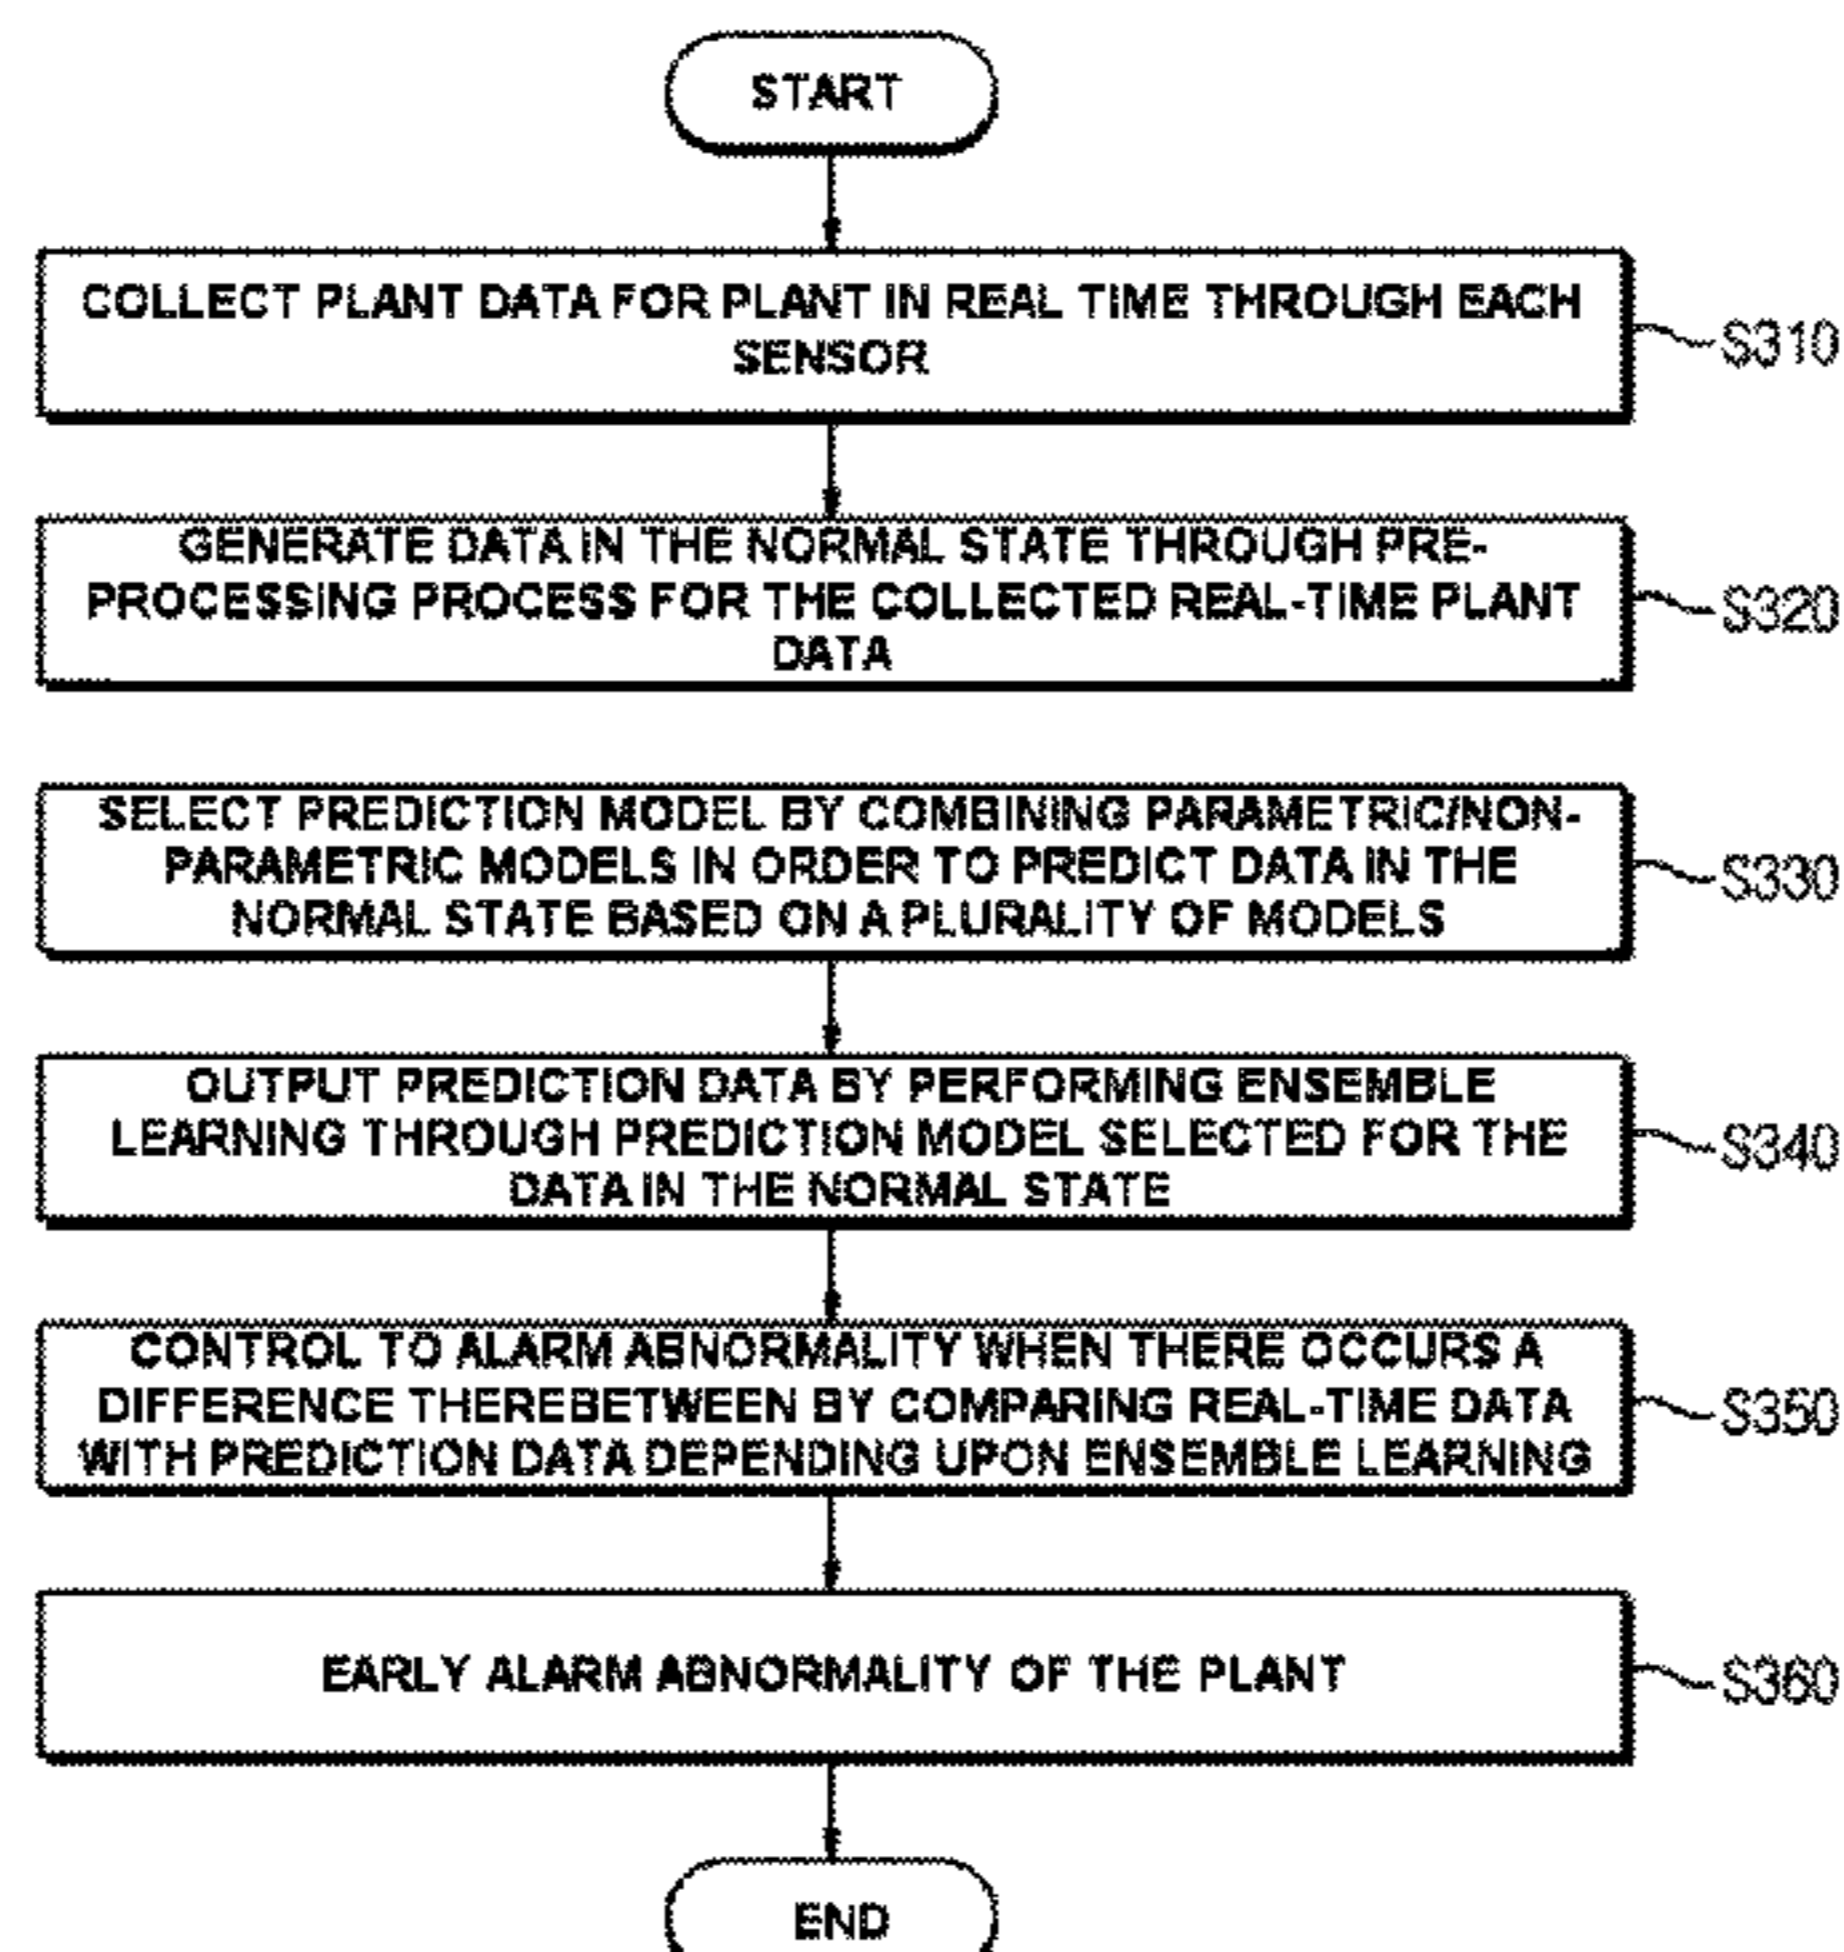 START
COLLECT PLANT DATA FOR PLANT IN REAL TIME THROUGH EACH
SENSOR
S310
GENERATE DATA IN THE NORMAL STATE THROUGH PRE-
PROCESSING PROCESS FOR THE COLLECTED REAL-TIME PLANT
DATA
S320
SELECT PREDICTION MODEL BY COMBINING PARAMETRIC/NON-
PARAMETRIC MODELS IN ORDER TO PREDICT DATA IN THE
NORMAL STATE BASED ON A PLURALITY OF MODELS
S330
OUTPUT PREDICTION DATA BY PERFORMING ENSEMBLE
LEARNING THROUGH PREDICTION MODEL SELECTED FOR THE
DATA IN THE NORMAL STATE
S340
CONTROL TO ALARM ABNORMALITY WHEN THERE OCCURS A
DIFFERENCE THEREBETWEEN BY COMPARING REAL-TIME DATA
WITH PREDICTION DATA DEPENDING UPON ENSEMBLE LEARNING
S350
EARLY ALARM ABNORMALITY OF THE PLANT
S360
END